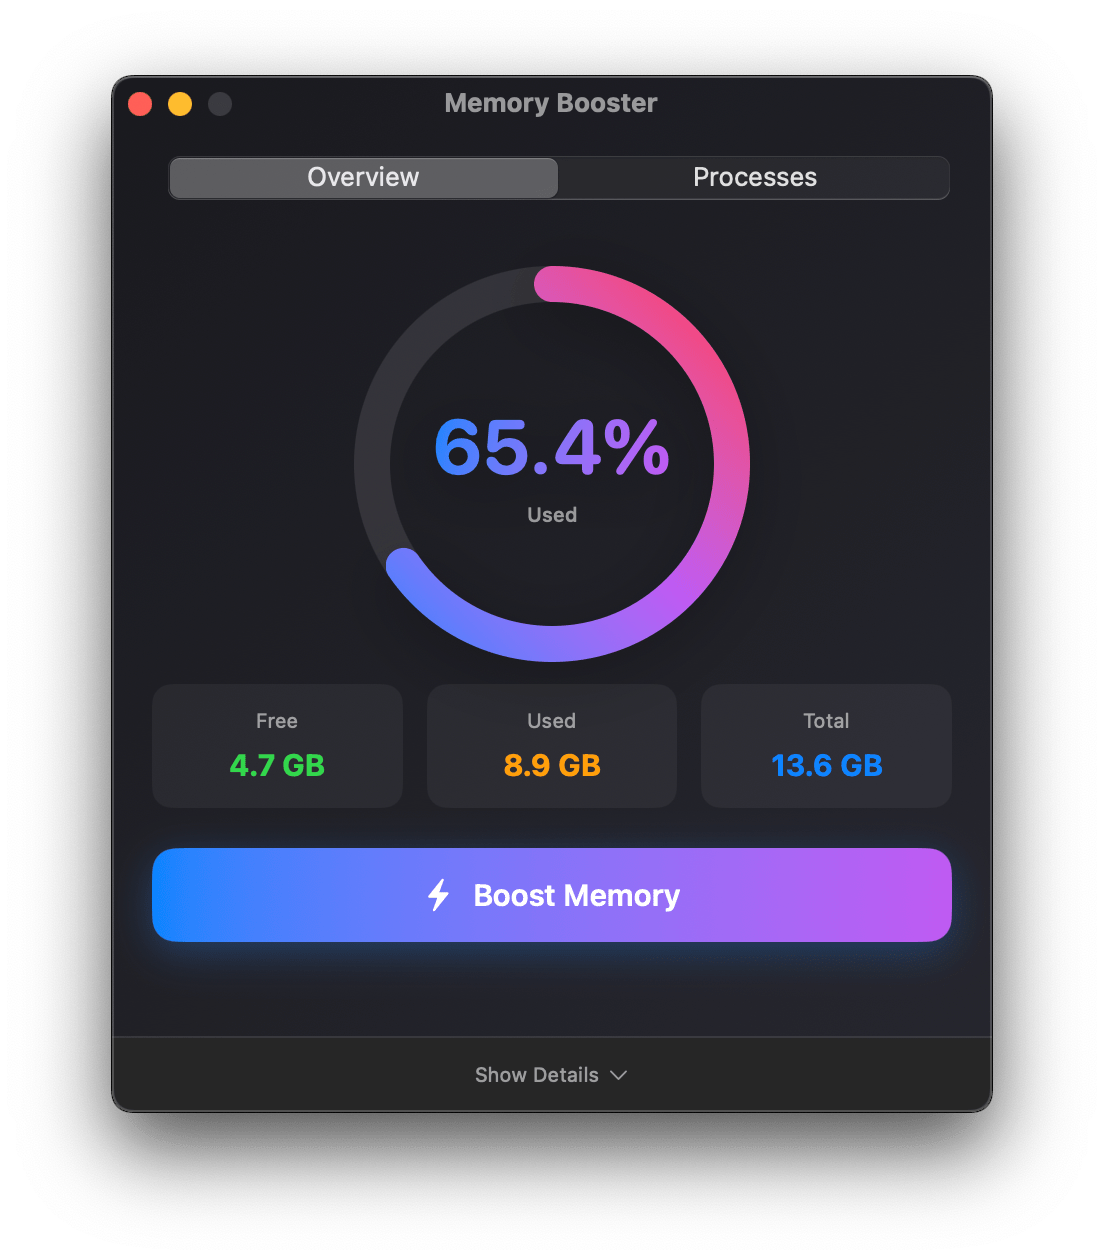 Memory Booster
Overview Processes
65.4%
Used
Free Used Total
4.7 GB 8.9 GB 13.6 GB
Boost Memory
Show Details